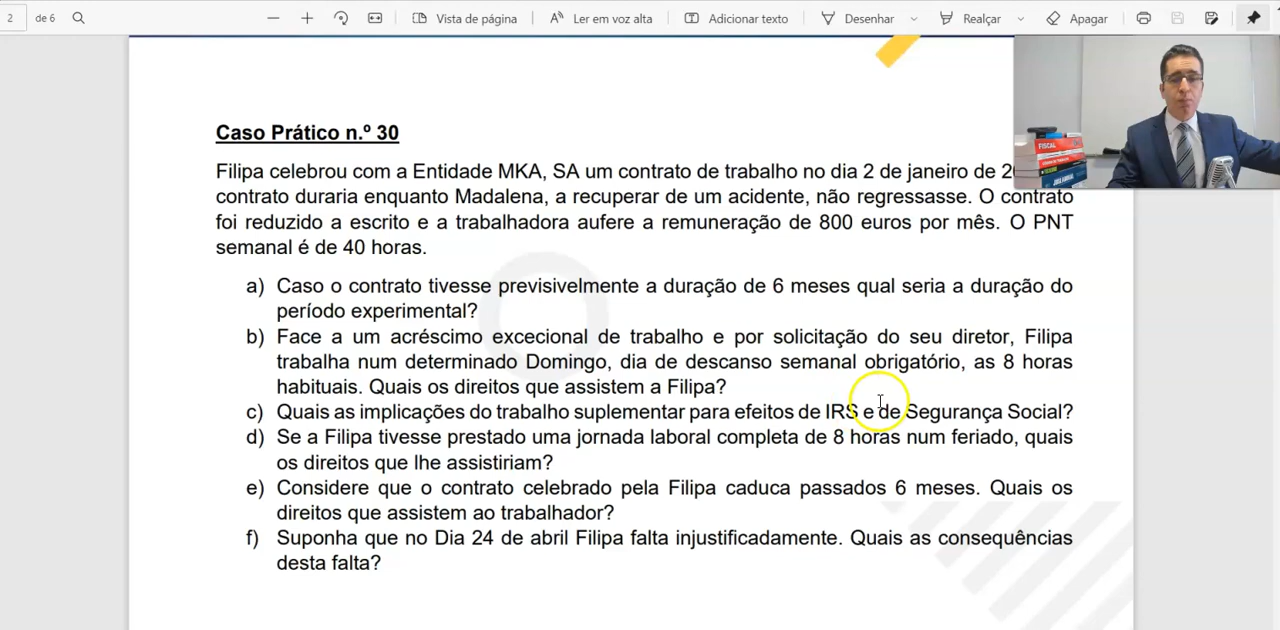 2 de 6 Vista de página Ler em voz alta Adicionar texto Desenhar Realçar Apagar
Caso Prático n.º 30
Filipa celebrou com a Entidade MKA, SA um contrato de trabalho no dia 2 de janeiro de
contrato duraria enquanto Madalena, a recuperar de um acidente, não regressasse. O contrato
foi reduzido a escrito e a trabalhadora aufere a remuneração de 800 euros por mês. O PNT
semanal é de 40 horas.
a) Caso o contrato tivesse previsivelmente a duração de 6 meses qual seria a duração do
período experimental?
b) Face a um acréscimo excecional de trabalho e por solicitação do seu diretor, Filipa
trabalha num determinado Domingo, dia de descanso semanal obrigatório, as 8 horas
habituais. Quais os direitos que assistem a Filipa?
c) Quais as implicações do trabalho suplementar para efeitos de IRS e de Segurança Social?
d) Se a Filipa tivesse prestado uma jornada laboral completa de 8 horas num feriado, quais
os direitos que lhe assistiriam?
e) Considere que o contrato celebrado pela Filipa caduca passados 6 meses. Quais os
direitos que assistem ao trabalhador?
f) Suponha que no Dia 24 de abril Filipa falta injustificadamente. Quais as consequências
desta falta?
FISCAL